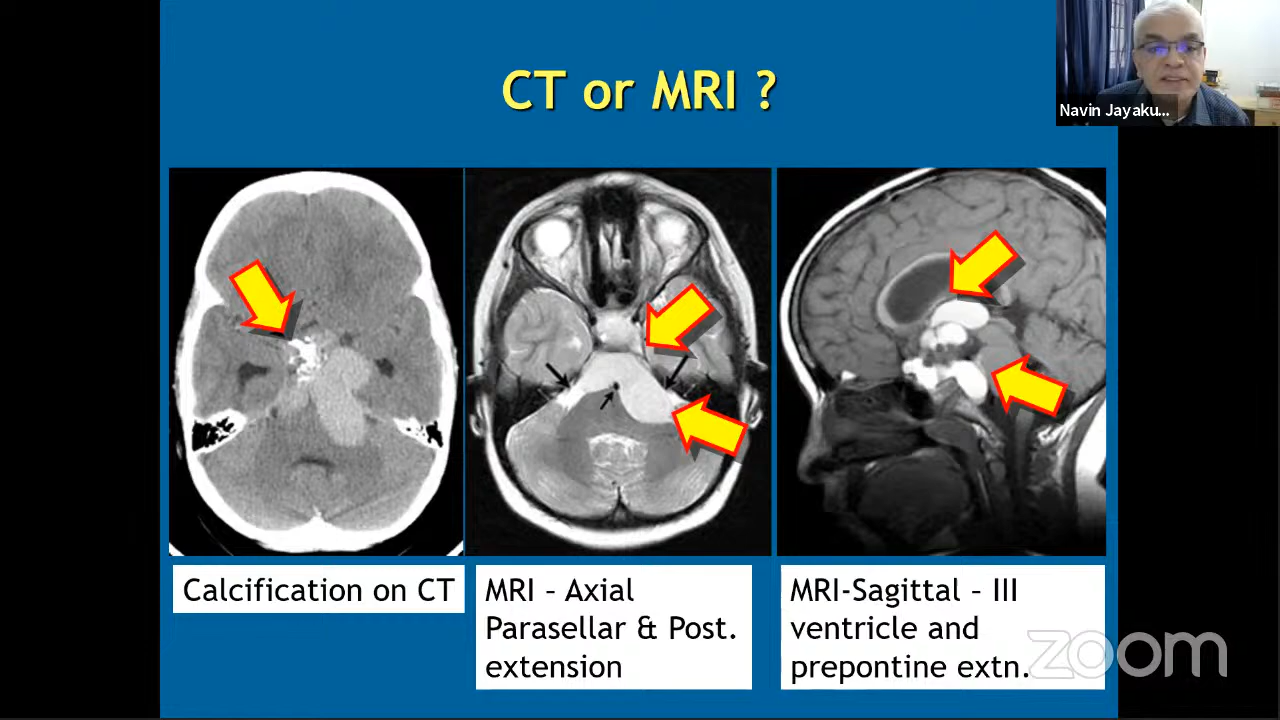 Navin Jayaku...
CT or MRI ?
Calcification on CT
MRI – Axial
Parasellar & Post.
extension
MRI-Sagittal – III
ventricle and
prepontine extn.
zoom